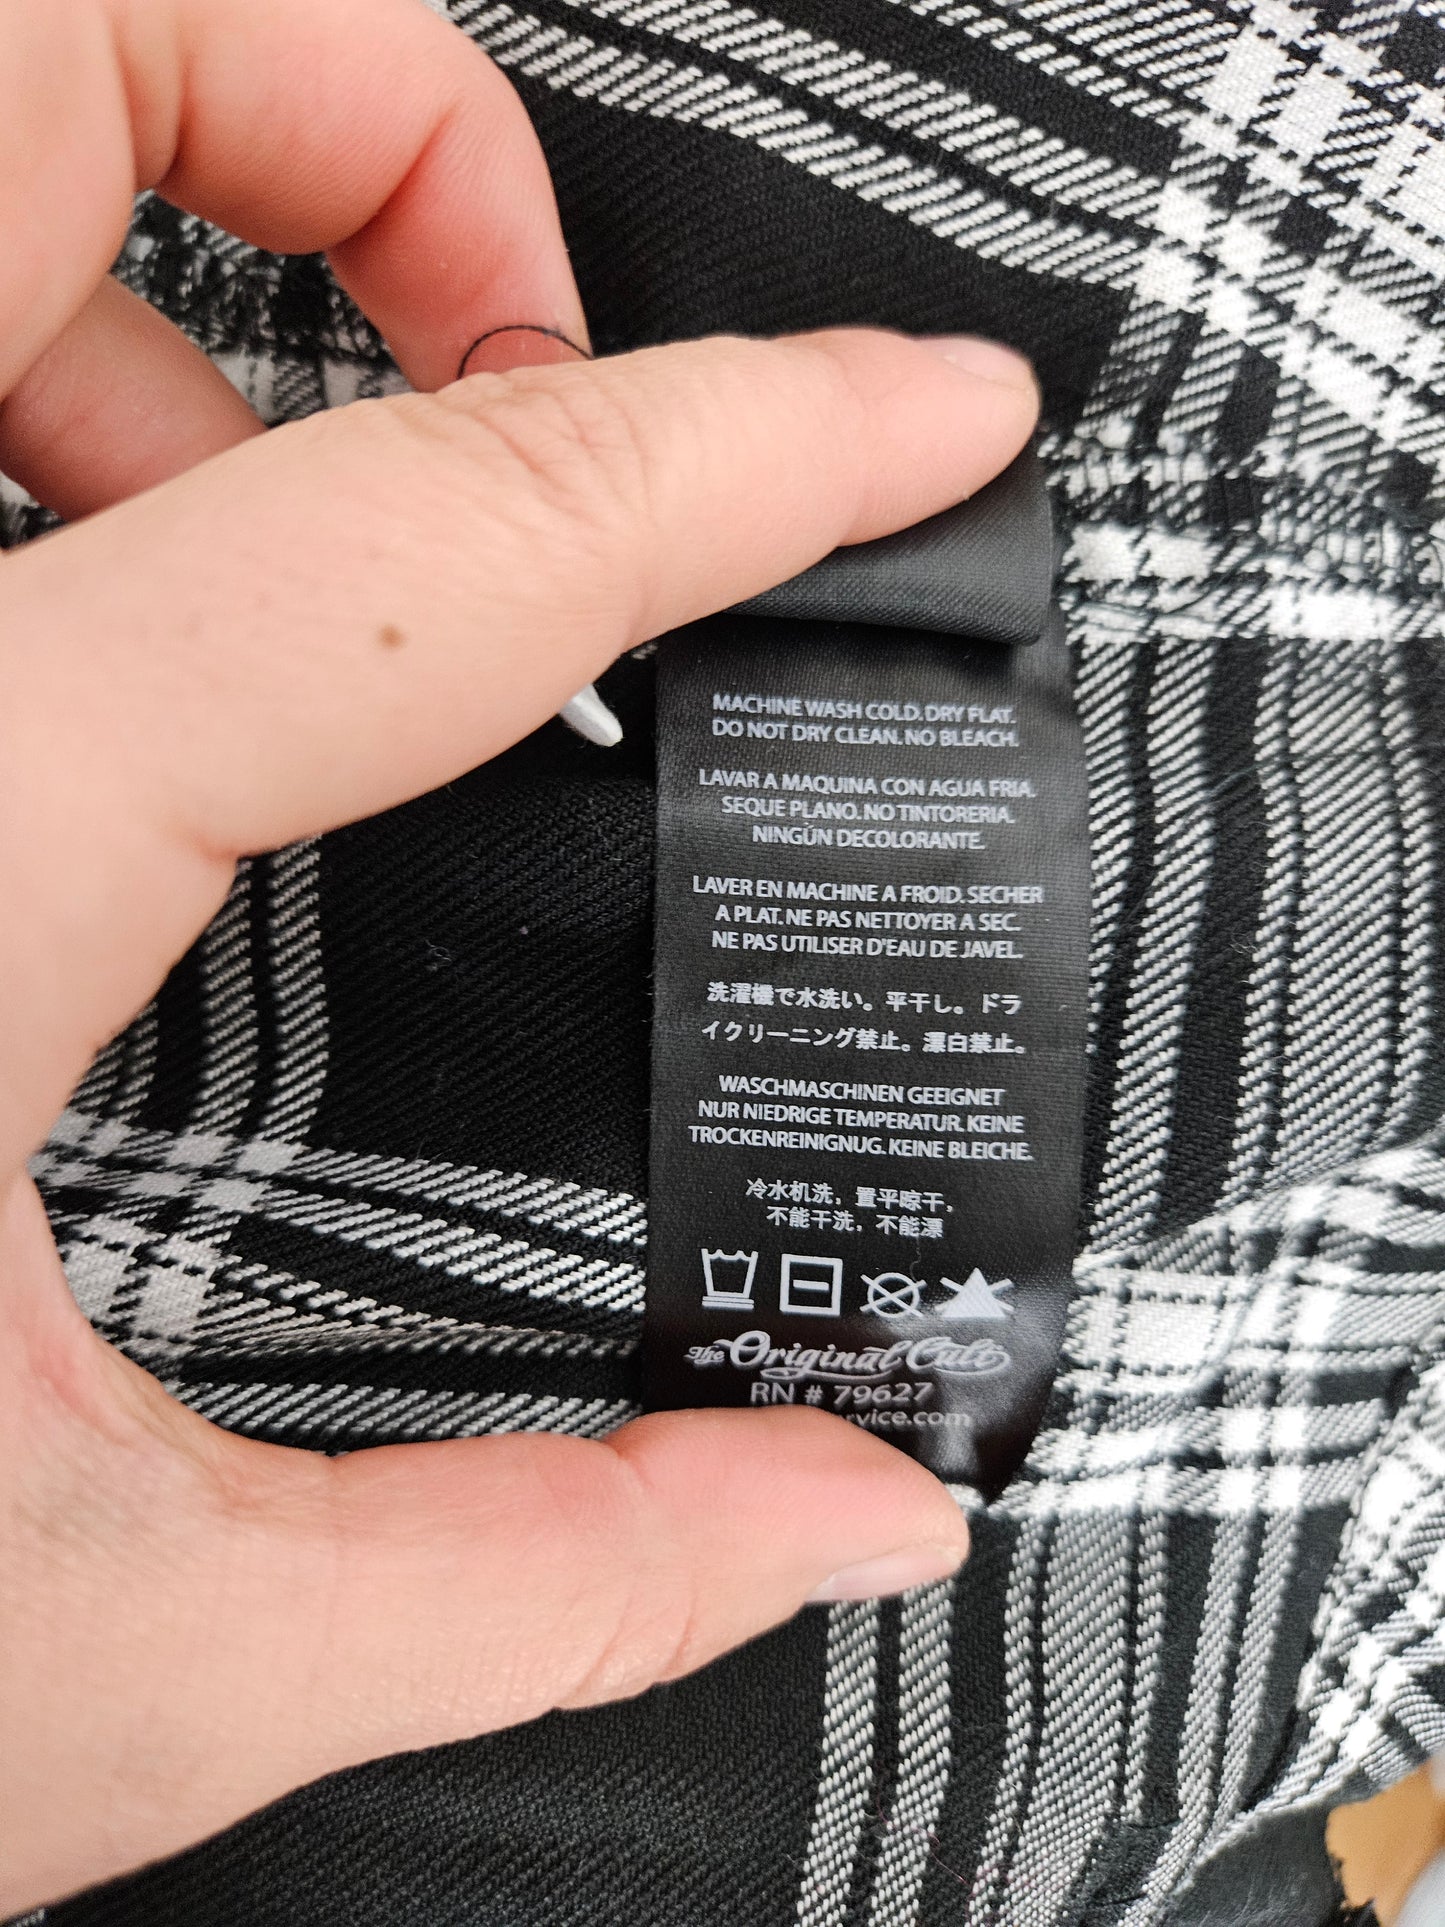 MACHINE WASH COLD. DRY FLAT.
DO NOT DRY CLEAN. NO BLEACH.
LAVAR A MAQUINA CON AGUA FRIA.
SEQUE PLANO. NO TINTORERIA.
NINGÚN DECOLORANTE.
LAVER EN MACHINE A FROID. SECHER
A PLAT. NE PAS NETTOYER A SEC.
NE PAS UTILISER D'EAU DE JAVEL.
洗濯機で水洗い。平干し。ドラ
イクリーニング禁止。漂白禁止。
WASCHMASCHINEN GEEIGNET
NUR NIEDRIGE TEMPERATUR. KEINE
TROCKENREINIGNUG. KEINE BLEICHE.
冷水机洗，置平晾干，
不能干洗，不能漂
The Original Cult
RN # 79627
rvice.com